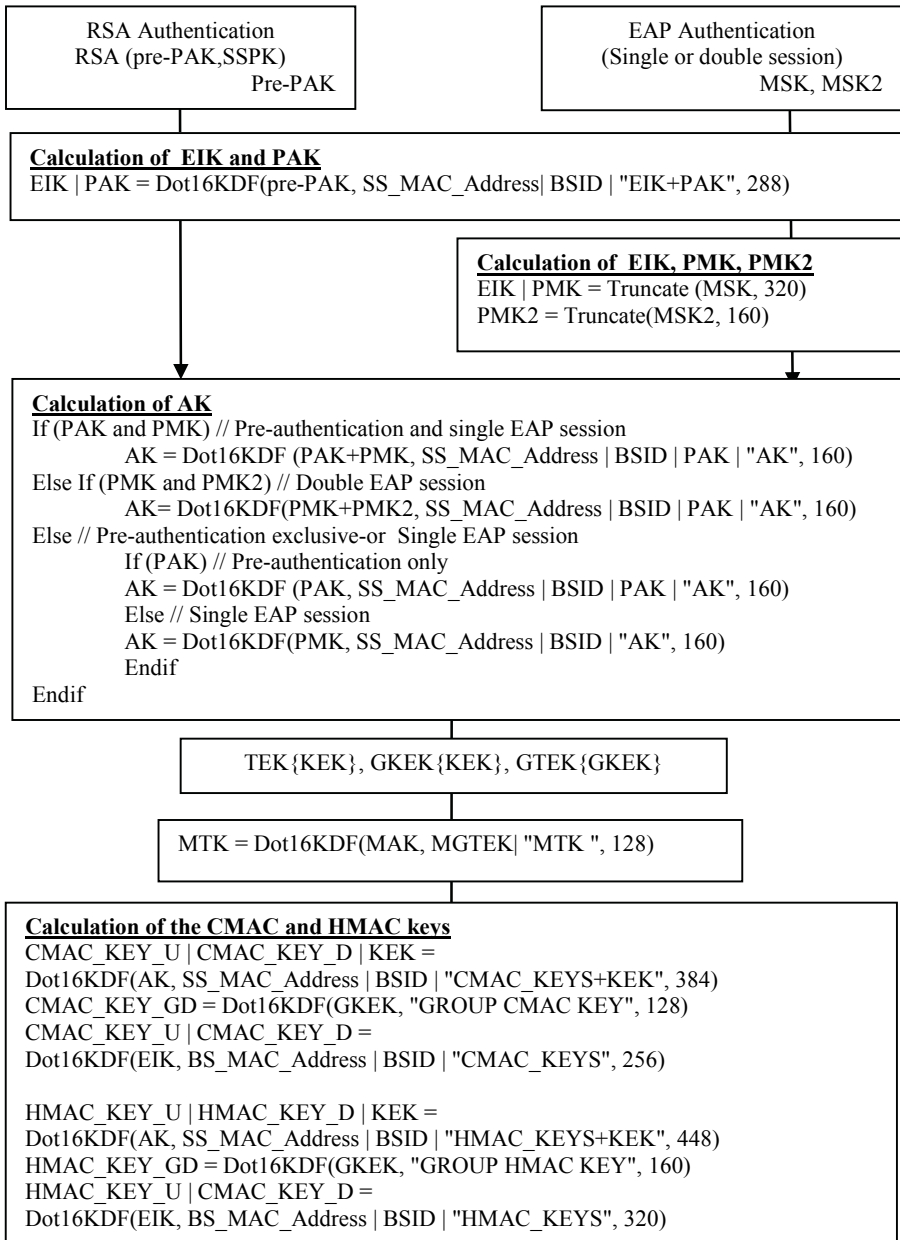 RSA Authentication
RSA (pre-PAK,SSPK)
Pre-PAK
EAP Authentication
(Single or double session)
MSK, MSK2
Calculation of EIK and PAK
EIK | PAK = Dot16KDF(pre-PAK, SS_MAC_Address| BSID | "EIK+PAK", 288)
Calculation of EIK, PMK, PMK2
EIK | PMK = Truncate (MSK, 320)
PMK2 = Truncate(MSK2, 160)
Calculation of AK
If (PAK and PMK) // Pre-authentication and single EAP session
AK = Dot16KDF (PAK+PMK, SS_MAC_Address | BSID | PAK | "AK", 160)
Else If (PMK and PMK2) // Double EAP session
AK= Dot16KDF(PMK+PMK2, SS_MAC_Address | BSID | PAK | "AK", 160)
Else // Pre-authentication exclusive-or Single EAP session
If (PAK) // Pre-authentication only
AK = Dot16KDF (PAK, SS_MAC_Address | BSID | PAK | "AK", 160)
Else // Single EAP session
AK = Dot16KDF(PMK, SS_MAC_Address | BSID | "AK", 160)
Endif
Endif
TEK{KEK}, GKEK{KEK}, GTEK{GKEK}
MTK = Dot16KDF(MAK, MGTEK| "MTK ", 128)
Calculation of the CMAC and HMAC keys
CMAC_KEY_U | CMAC_KEY_D | KEK =
Dot16KDF(AK, SS_MAC_Address | BSID | "CMAC_KEYS+KEK", 384)
CMAC_KEY_GD = Dot16KDF(GKEK, "GROUP CMAC KEY", 128)
CMAC_KEY_U | CMAC_KEY_D =
Dot16KDF(EIK, BS_MAC_Address | BSID | "CMAC_KEYS", 256)
HMAC_KEY_U | HMAC_KEY_D | KEK =
Dot16KDF(AK, SS_MAC_Address | BSID | "HMAC_KEYS+KEK", 448)
HMAC_KEY_GD = Dot16KDF(GKEK, "GROUP HMAC KEY", 160)
HMAC_KEY_U | CMAC_KEY_D =
Dot16KDF(EIK, BS_MAC_Address | BSID | "HMAC_KEYS", 320)